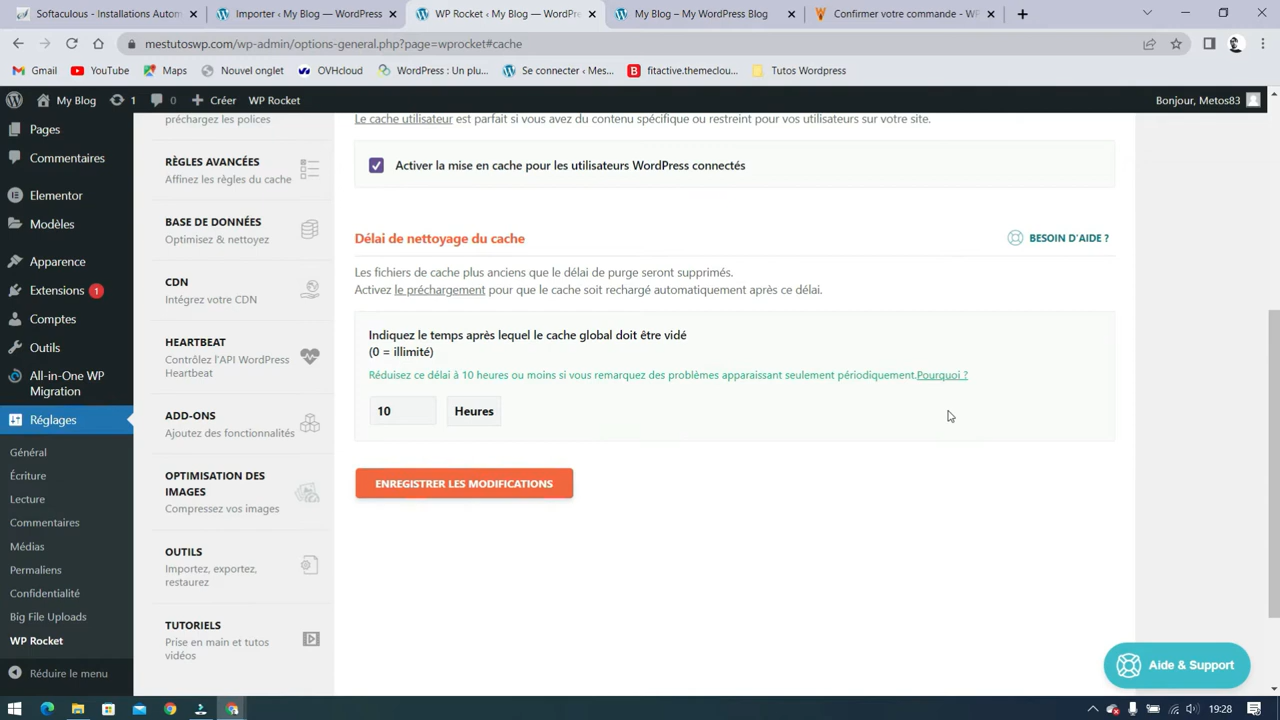 Softaculous - Installations Autom
Importer ‹ My Blog — WordPress
WP Rocket ‹ My Blog — WordPre
My Blog – My WordPress Blog
Confirmer votre commande - WP
mestutoswp.com/wp-admin/options-general.php?page=wprocket#cache
Gmail
YouTube
Maps
Nouvel onglet
OVHcloud
WordPress : Un plu...
Se connecter ‹ Mes...
fitactive.themeclou...
Tutos Wordpress
My Blog
1
0
Créer
WP Rocket
Bonjour, Metos83
Pages
Commentaires
Elementor
Modèles
Apparence
Extensions 1
Comptes
Outils
All-in-One WP
Migration
Réglages
Général
Écriture
Lecture
Commentaires
Médias
Permaliens
Confidentialité
Big File Uploads
WP Rocket
Réduire le menu
préchargez les polices
RÈGLES AVANCÉES
Affinez les règles du cache
BASE DE DONNÉES
Optimisez & nettoyez
CDN
Intégrez votre CDN
HEARTBEAT
Contrôlez l'API WordPress
Heartbeat
ADD-ONS
Ajoutez des fonctionnalités
OPTIMISATION DES
IMAGES
Compressez vos images
OUTILS
Importez, exportez,
restaurez
TUTORIELS
Prise en main et tutos
vidéos
Le cache utilisateur est parfait si vous avez du contenu spécifique ou restreint pour vos utilisateurs sur votre site.
Activer la mise en cache pour les utilisateurs WordPress connectés
Délai de nettoyage du cache
BESOIN D'AIDE ?
Les fichiers de cache plus anciens que le délai de purge seront supprimés.
Activez le préchargement pour que le cache soit rechargé automatiquement après ce délai.
Indiquez le temps après lequel le cache global doit être vidé
(0 = illimité)
Réduisez ce délai à 10 heures ou moins si vous remarquez des problèmes apparaissant seulement périodiquement.Pourquoi ?
10
Heures
ENREGISTRER LES MODIFICATIONS
Aide & Support
19:28